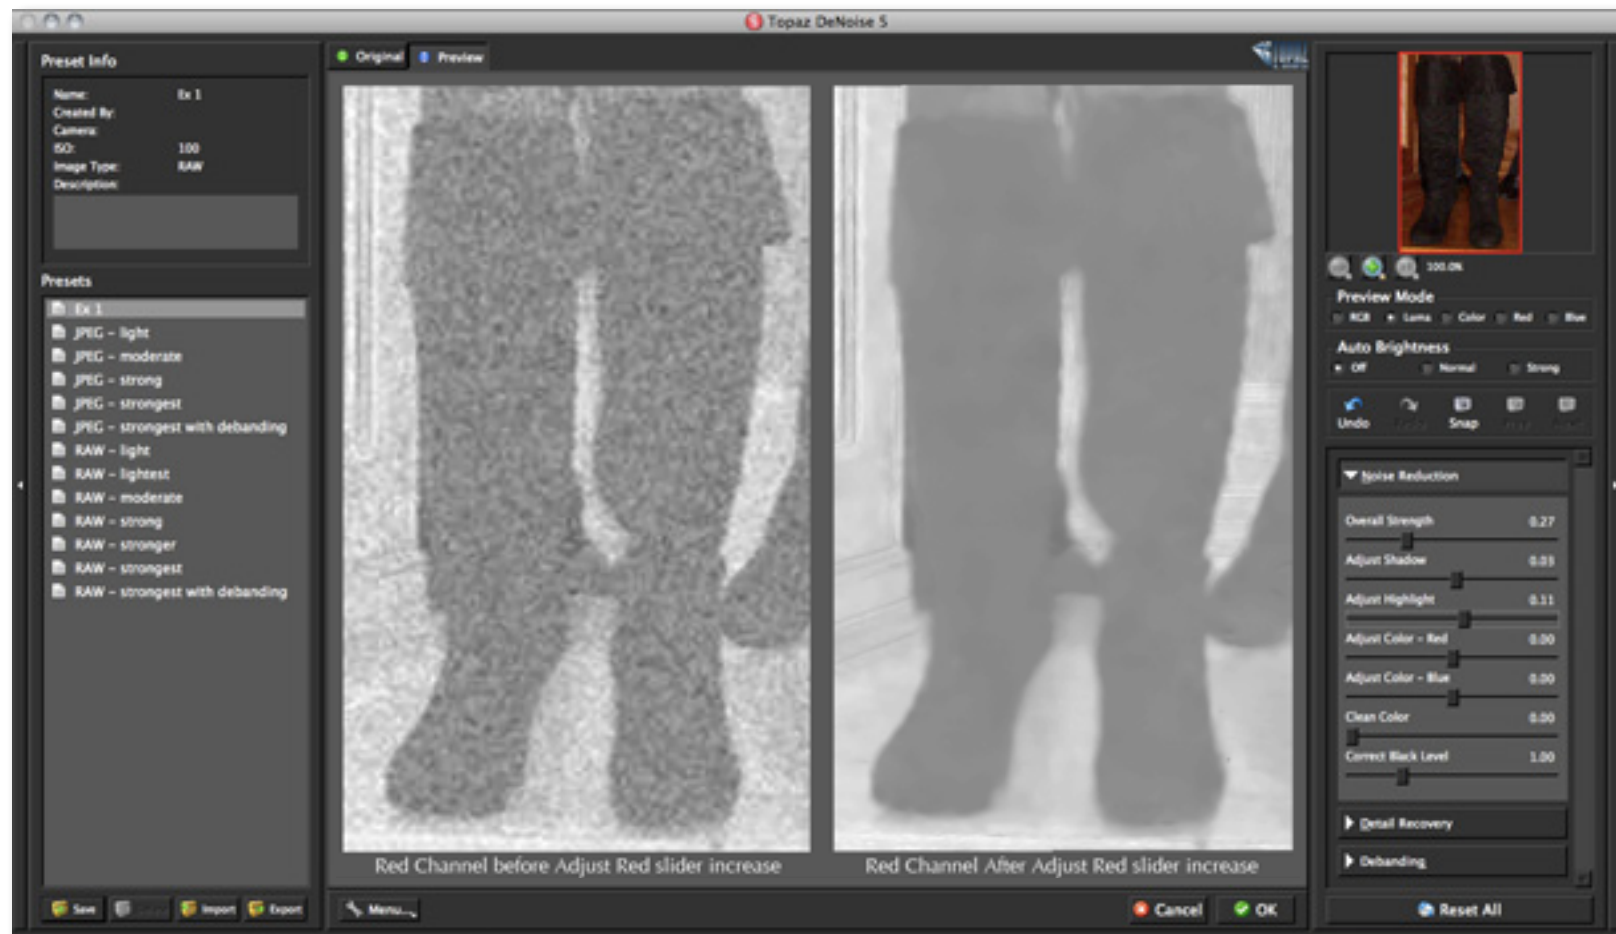 Topaz DeNoise 5
Preset Info
Name: Ex 1
Created By:
Camera:
ISO: 100
Image Type: RAW
Description:
Presets
Ex 1
JPEG – light
JPEG – moderate
JPEG – strong
JPEG – strongest
JPEG – strongest with debanding
RAW – light
RAW – lightest
RAW – moderate
RAW – strong
RAW – stronger
RAW – strongest
RAW – strongest with debanding
Save Import Export
Original Preview
Red Channel before Adjust Red slider increase
Red Channel After Adjust Red slider increase
Menu...
Cancel OK
100.0%
Preview Mode
RGB Luma Color Red Blue
Auto Brightness
Off Normal Strong
Undo Snap
Noise Reduction
Overall Strength 0.27
Adjust Shadow 0.03
Adjust Highlight 0.11
Adjust Color – Red 0.00
Adjust Color – Blue 0.00
Clean Color 0.00
Correct Black Level 1.00
Detail Recovery
Debanding
Reset All